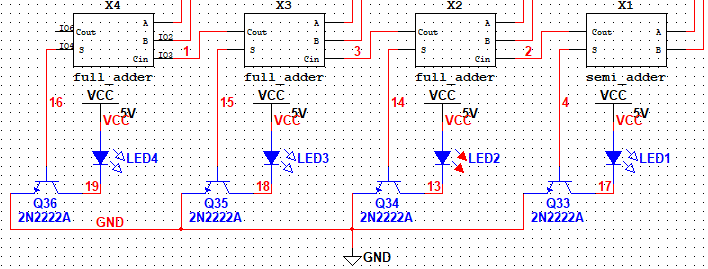 X4 X3 X2 X1
A A A A
IO6 Cout IO2 B Cout B Cout B Cout B
IO4 S IO3 Cin S Cin S Cin S
1 3 2
full_adder full_adder full_adder semi_adder
VCC VCC VCC VCC
16 5V 15 5V 14 5V 4 5V
VCC VCC VCC VCC
LED4 LED3 LED2 LED1
19 18 13 17
Q36 Q35 Q34 Q33
2N2222A 2N2222A 2N2222A 2N2222A
GND
GND